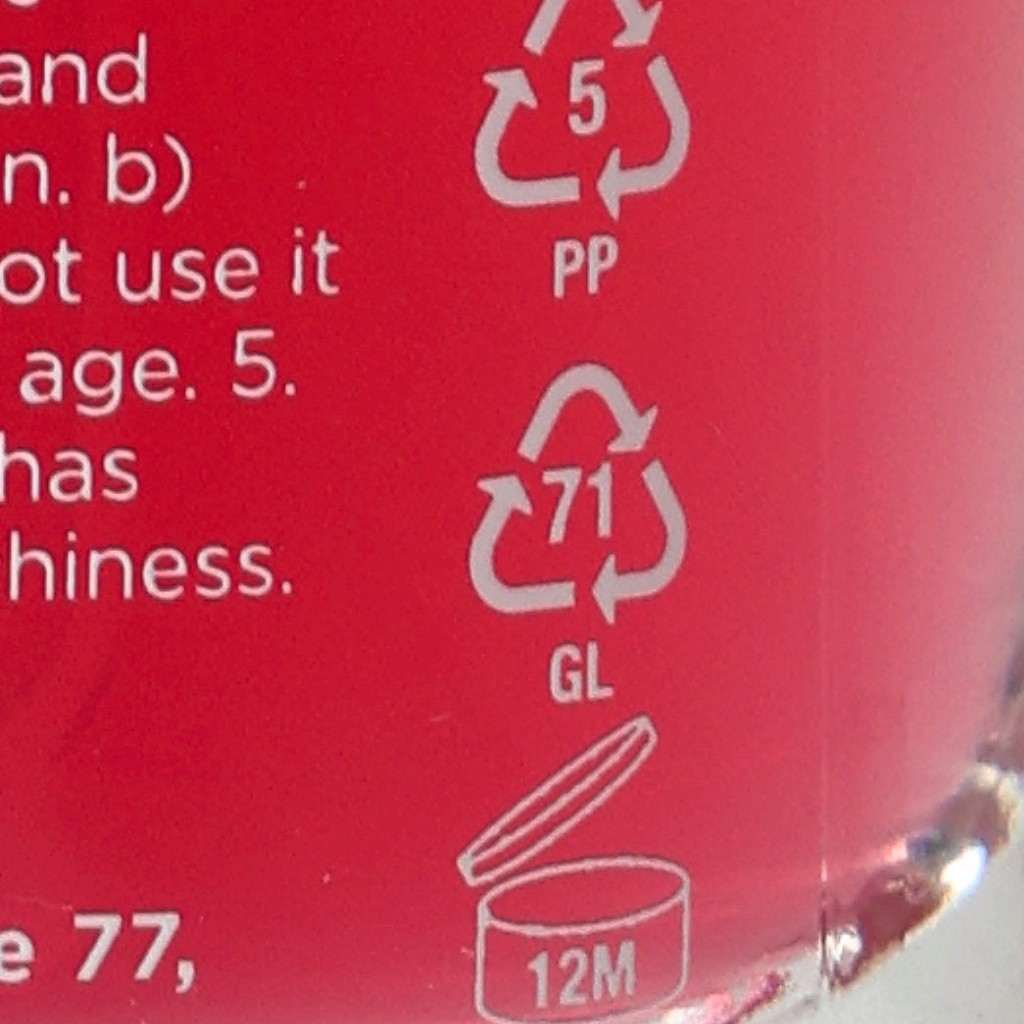 and
n. b)
ot use it
age. 5.
has
hiness.
e 77,
5
PP
71
GL
12M